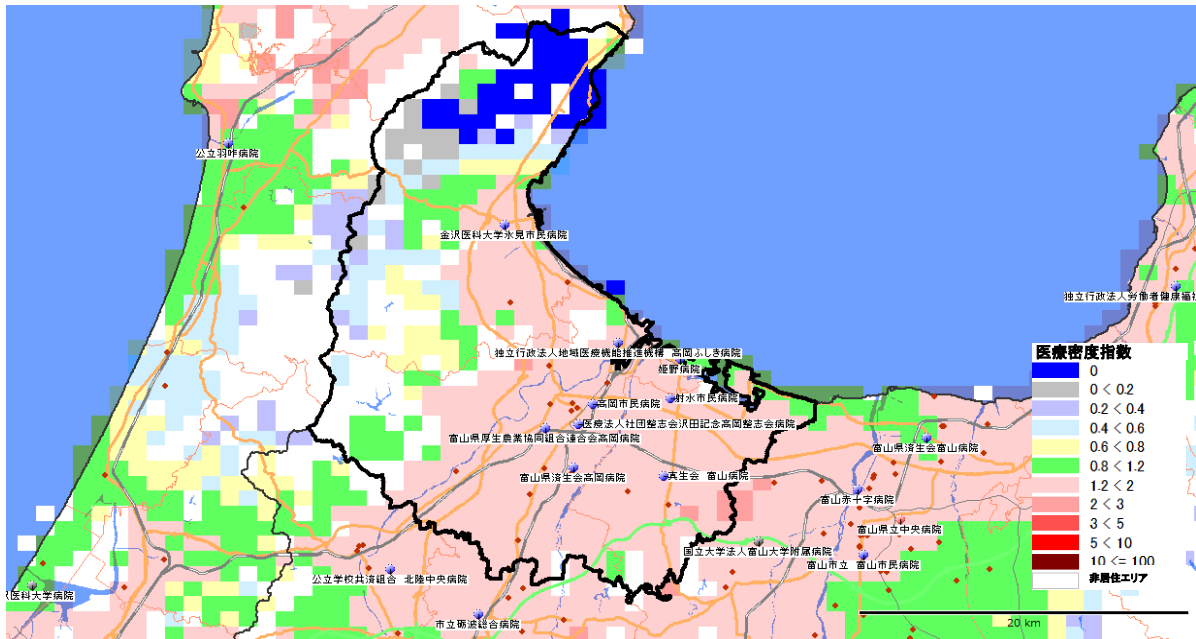 公立羽咋病院
金沢医科大学氷見市民病院
独立行政法人労働者健康福祉
独立行政法人地域医療機能推進機構 高岡ふしき病院
姫野病院
射水市民病院
高岡市民病院
医療法人社団整志会沢田記念高岡整志会病院
富山県厚生農業協同組合連合会高岡病院
富山県済生会高岡病院
真生会 富山病院
富山県済生会富山病院
富山赤十字病院
富山県立中央病院
国立大学法人富山大学附属病院
富山市立 富山市民病院
公立学校共済組合 北陸中央病院
沢医科大学病院
市立砺波総合病院
医療密度指数
0
0 < 0.2
0.2 < 0.4
0.4 < 0.6
0.6 < 0.8
0.8 < 1.2
1.2 < 2
2 < 3
3 < 5
5 < 10
10 <= 100
非居住エリア
20 km